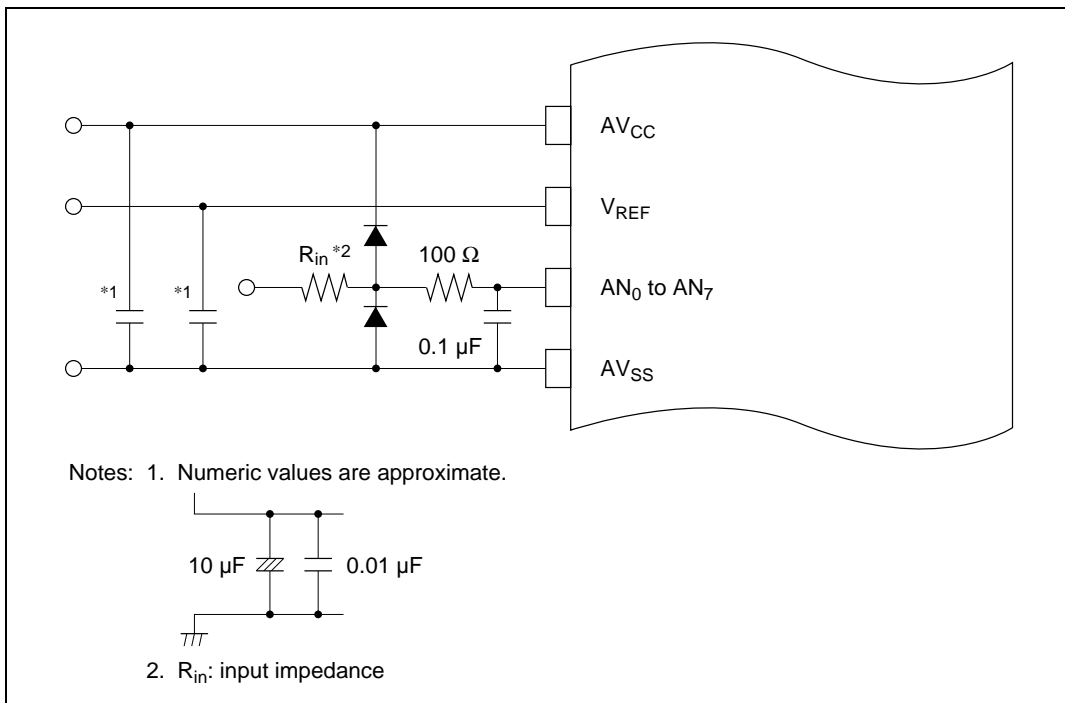 AVCC
VREF
Rin *2
100 Ω
*1
*1
AN0 to AN7
0.1 µF
AVSS
Notes: 1. Numeric values are approximate.
10 µF
0.01 µF
2. Rin: input impedance